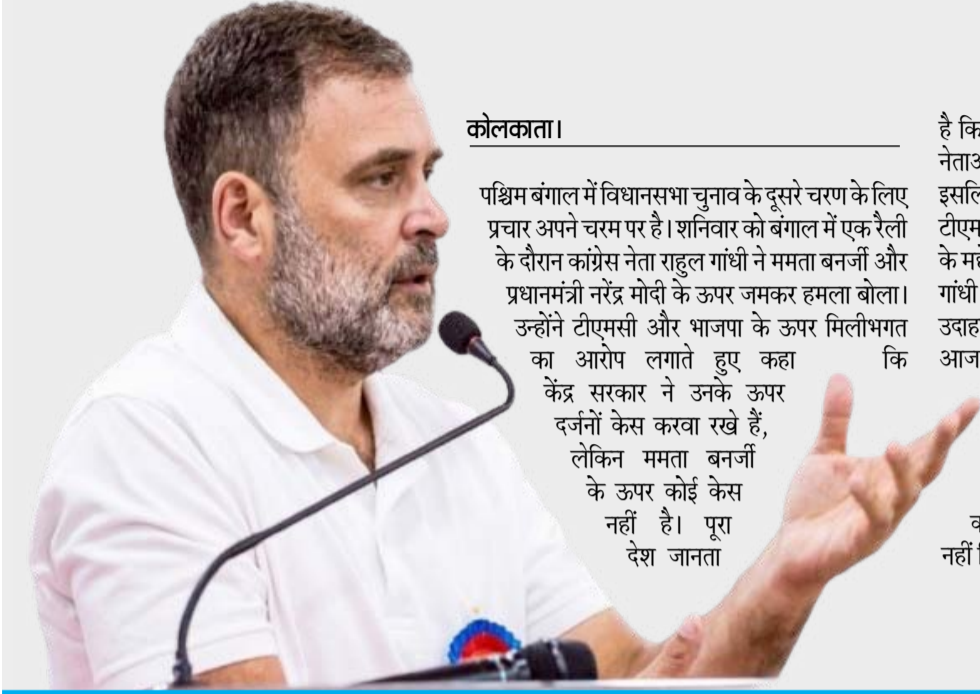 कोलकाता।
पश्चिम बंगाल में विधानसभा चुनाव के दूसरे चरण के लिए
प्रचार अपने चरम पर है। शनिवार को बंगाल में एक रैली
के दौरान कांग्रेस नेता राहुल गांधी ने ममता बनर्जी और
प्रधानमंत्री नरेंद्र मोदी के ऊपर जमकर हमला बोला।
उन्होंने टीएमसी और भाजपा के ऊपर मिलीभगत
का आरोप लगाते हुए कहा कि
केंद्र सरकार ने उनके ऊपर
दर्जनों केस करवा रखे हैं,
लेकिन ममता बनर्जी
के ऊपर कोई केस
नहीं है। पूरा
देश जानता
है कि
के
गांधी
आज
नहीं